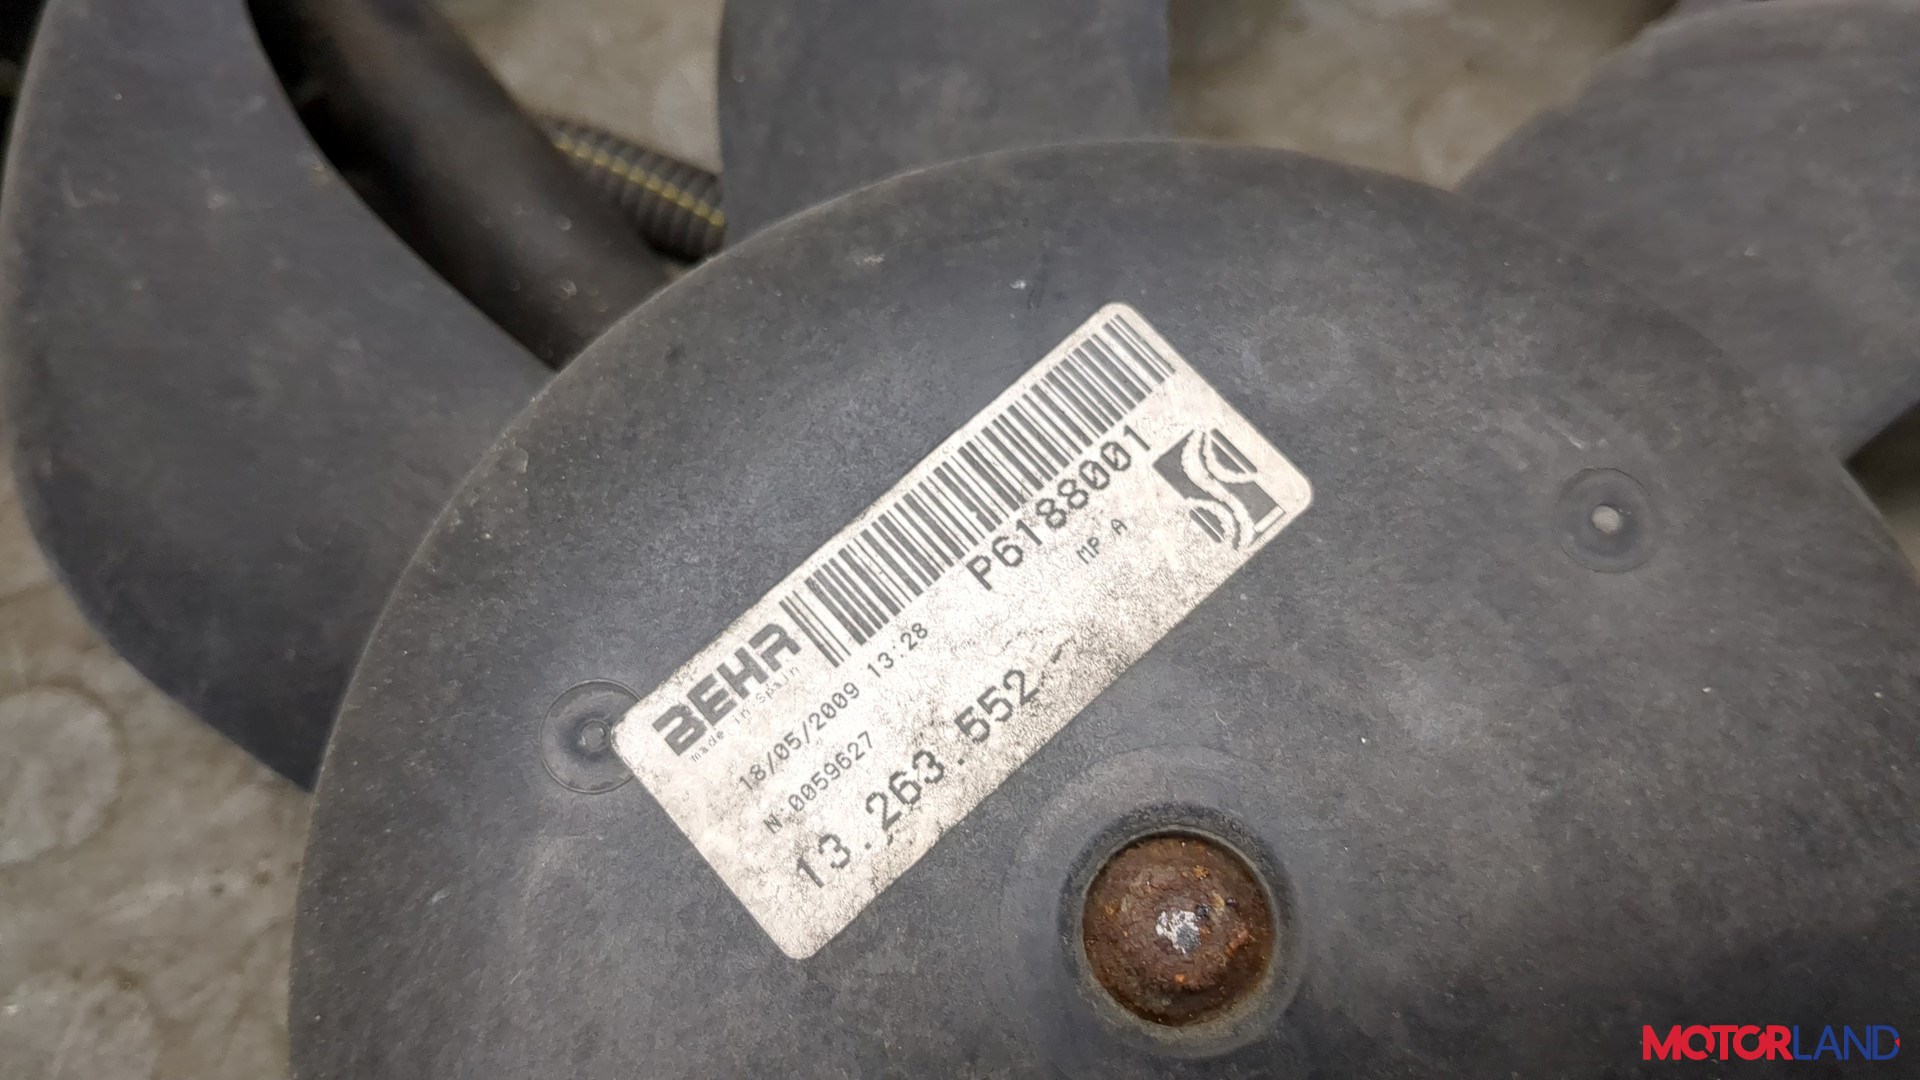 BEHR
made in Spain
P6188001
MP A
18/05/2009 13:28
N:0059627
13.263.552
MOTORLAND